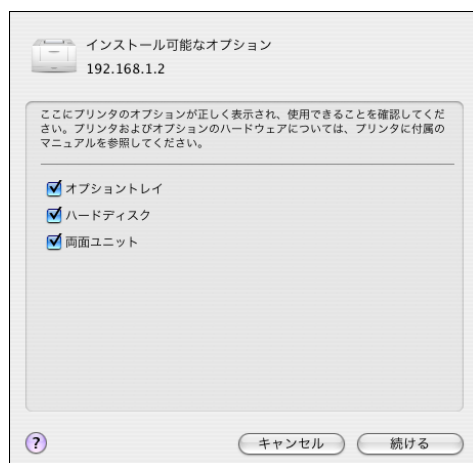 インストール可能なオプション
192.168.1.2
ここにプリンタのオプションが正しく表示され、使用できることを確認してくだ
さい。プリンタおよびオプションのハードウェアについては、プリンタに付属の
マニュアルを参照してください。
オプショントレイ
ハードディスク
両面ユニット
?
キャンセル
続ける